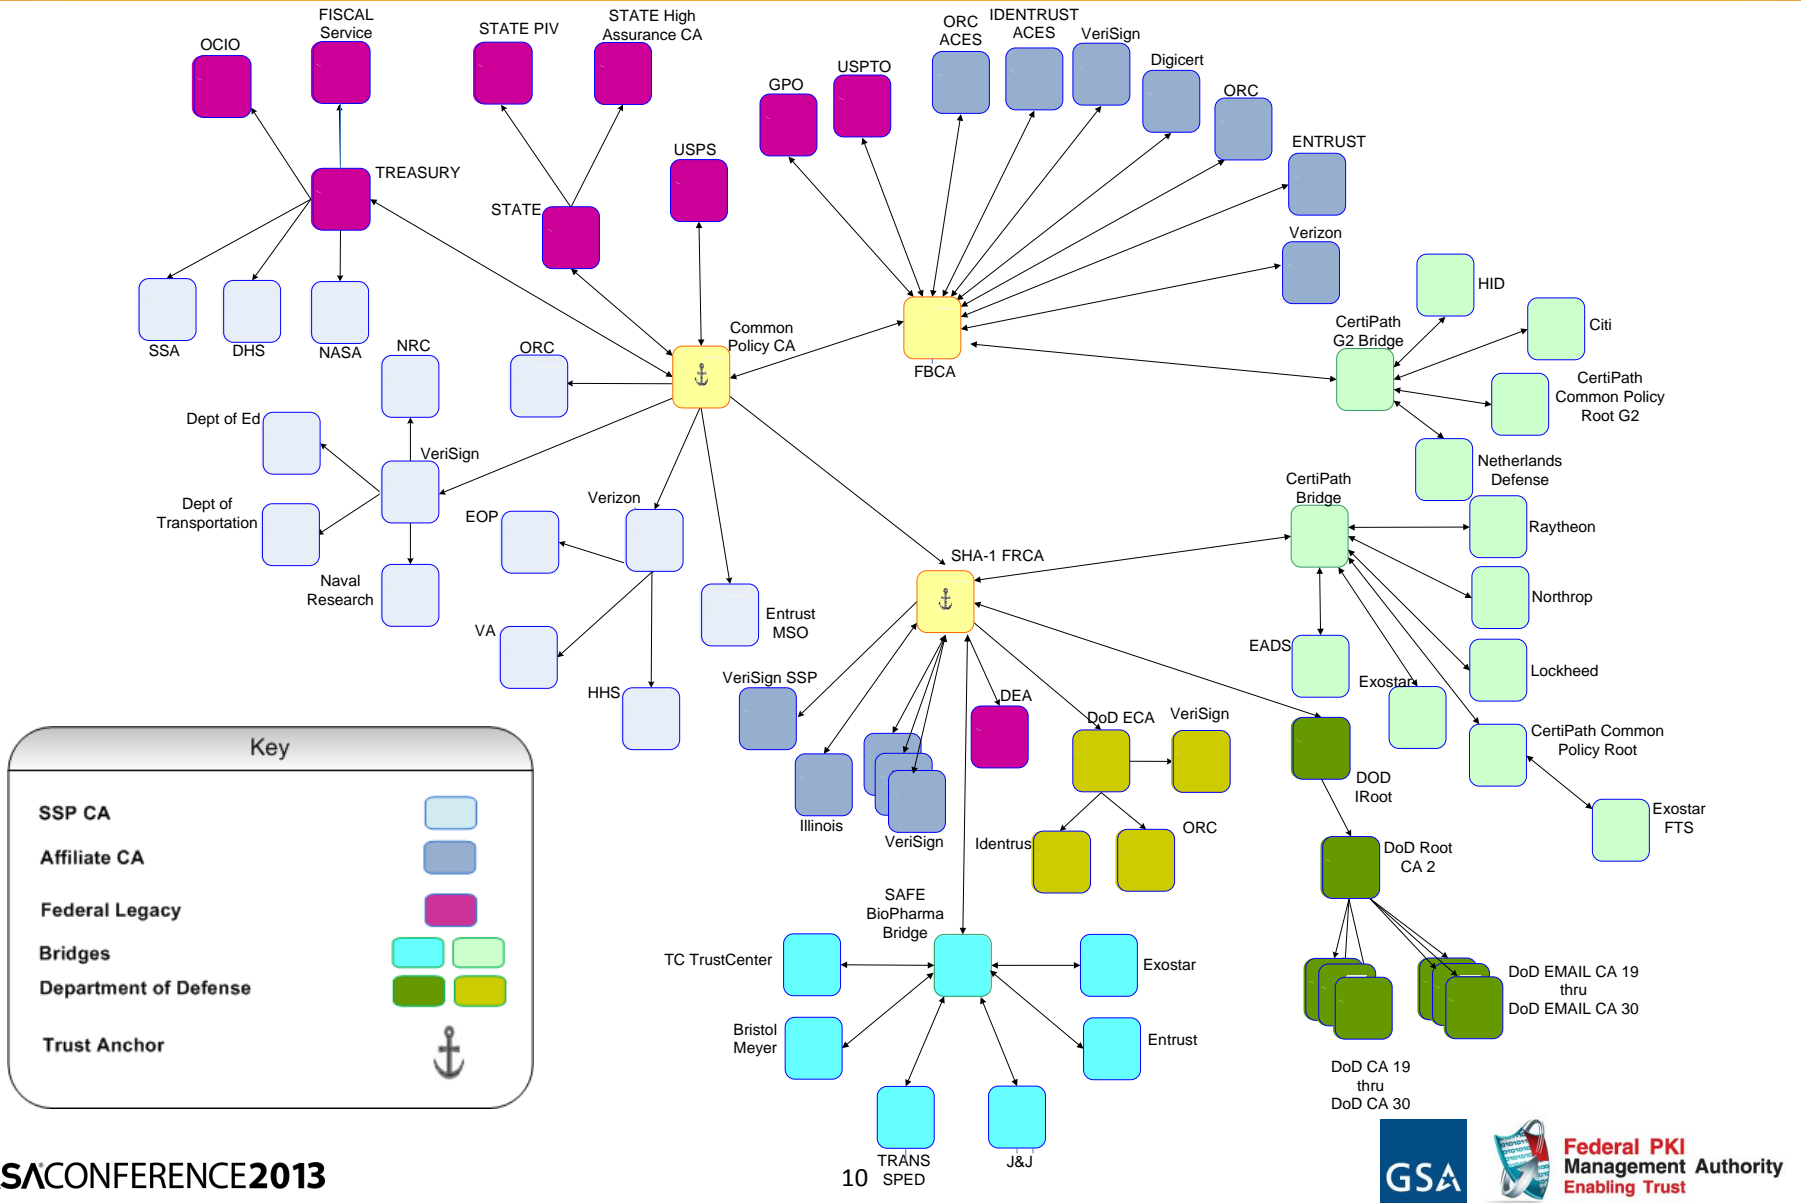 FISCAL
Service
OCIO
STATE PIV
STATE High
Assurance CA
ORC
ACES
IDENTRUST
ACES
VeriSign
Digicert
ORC
USPTO
GPO
ENTRUST
USPS
TREASURY
STATE
Verizon
HID
Citi
CertiPath
G2 Bridge
SSA
DHS
NASA
NRC
ORC
Common
Policy CA
FBCA
CertiPath
Common Policy
Root G2
Dept of Ed
VeriSign
Netherlands
Defense
CertiPath
Bridge
Dept of
Transportation
Verizon
EOP
Raytheon
SHA-1 FRCA
Naval
Research
Northrop
Entrust
MSO
VA
EADS
Lockheed
HHS
VeriSign SSP
DEA
Exostar
DoD ECA
VeriSign
CertiPath Common
Policy Root
DOD
IRoot
Illinois
VeriSign
Identrus
ORC
Exostar
FTS
DoD Root
CA 2
SAFE
BioPharma
Bridge
TC TrustCenter
Exostar
DoD EMAIL CA 19
thru
DoD EMAIL CA 30
Bristol
Meyer
Entrust
DoD CA 19
thru
DoD CA 30
TRANS
SPED
J&J
Key
SSP CA
Affiliate CA
Federal Legacy
Bridges
Department of Defense
Trust Anchor
SACONFERENCE2013
10
GSA
Federal PKI
Management Authority
Enabling Trust